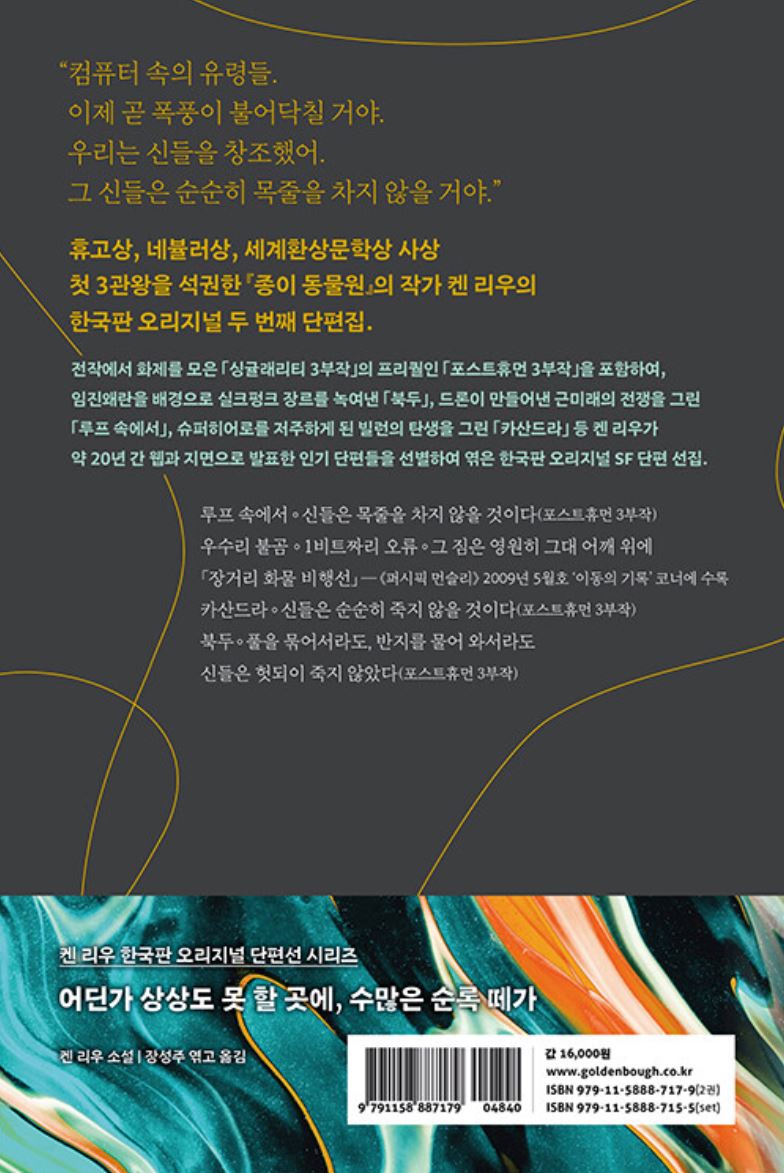 “컴퓨터 속의 유령들.
이제 곧 폭풍이 불어닥칠 거야.
우리는 신들을 창조했어.
그 신들은 순순히 목줄을 차지 않을 거야.”
휴고상, 네뷸러상, 세계환상문학상 사상
첫 3관왕을 석권한 『종이 동물원』의 작가 켄 리우의
한국판 오리지널 두 번째 단편집.
전작에서 화제를 모은 「싱귤래리티 3부작」의 프리퀄인 「포스트휴먼 3부작」을 포함하여,
임진왜란을 배경으로 실크펑크 장르를 녹여낸 「북두」, 드론이 만들어낸 근미래의 전쟁을 그린
「루프 속에서」, 슈퍼히어로를 저주하게 된 빌런의 탄생을 그린 「카산드라」 등 켄 리우가
약 20년 간 웹과 지면으로 발표한 인기 단편들을 선별하여 엮은 한국판 오리지널 SF 단편 선집.
루프 속에서 ◦ 신들은 목줄을 차지 않을 것이다(포스트휴먼 3부작)
우수리 불곰 ◦ 1비트짜리 오류 ◦ 그 짐은 영원히 그대 어깨 위에
「장거리 화물 비행선」—《퍼시픽 먼슬리》 2009년 5월호 ‘이동의 기록’ 코너에 수록
카산드라 ◦ 신들은 순순히 죽지 않을 것이다(포스트휴먼 3부작)
북두 ◦ 풀을 묶어서라도, 반지를 물어 와서라도
신들은 헛되이 죽지 않았다(포스트휴먼 3부작)
켄 리우 한국판 오리지널 단편선 시리즈
어딘가 상상도 못 할 곳에, 수많은 순록 떼가
켄 리우 소설 | 장성주 엮고 옮김
값 16,000원
www.goldenbough.co.kr
ISBN 979-11-5888-717-9(2권)
ISBN 979-11-5888-715-5(set)
9 791158 887179 04840